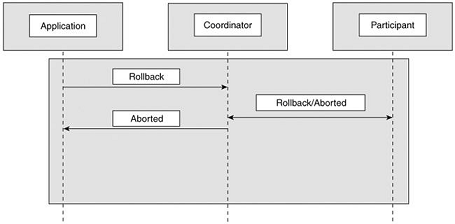 Application
Coordinator
Participant
Rollback
Rollback/Aborted
Aborted